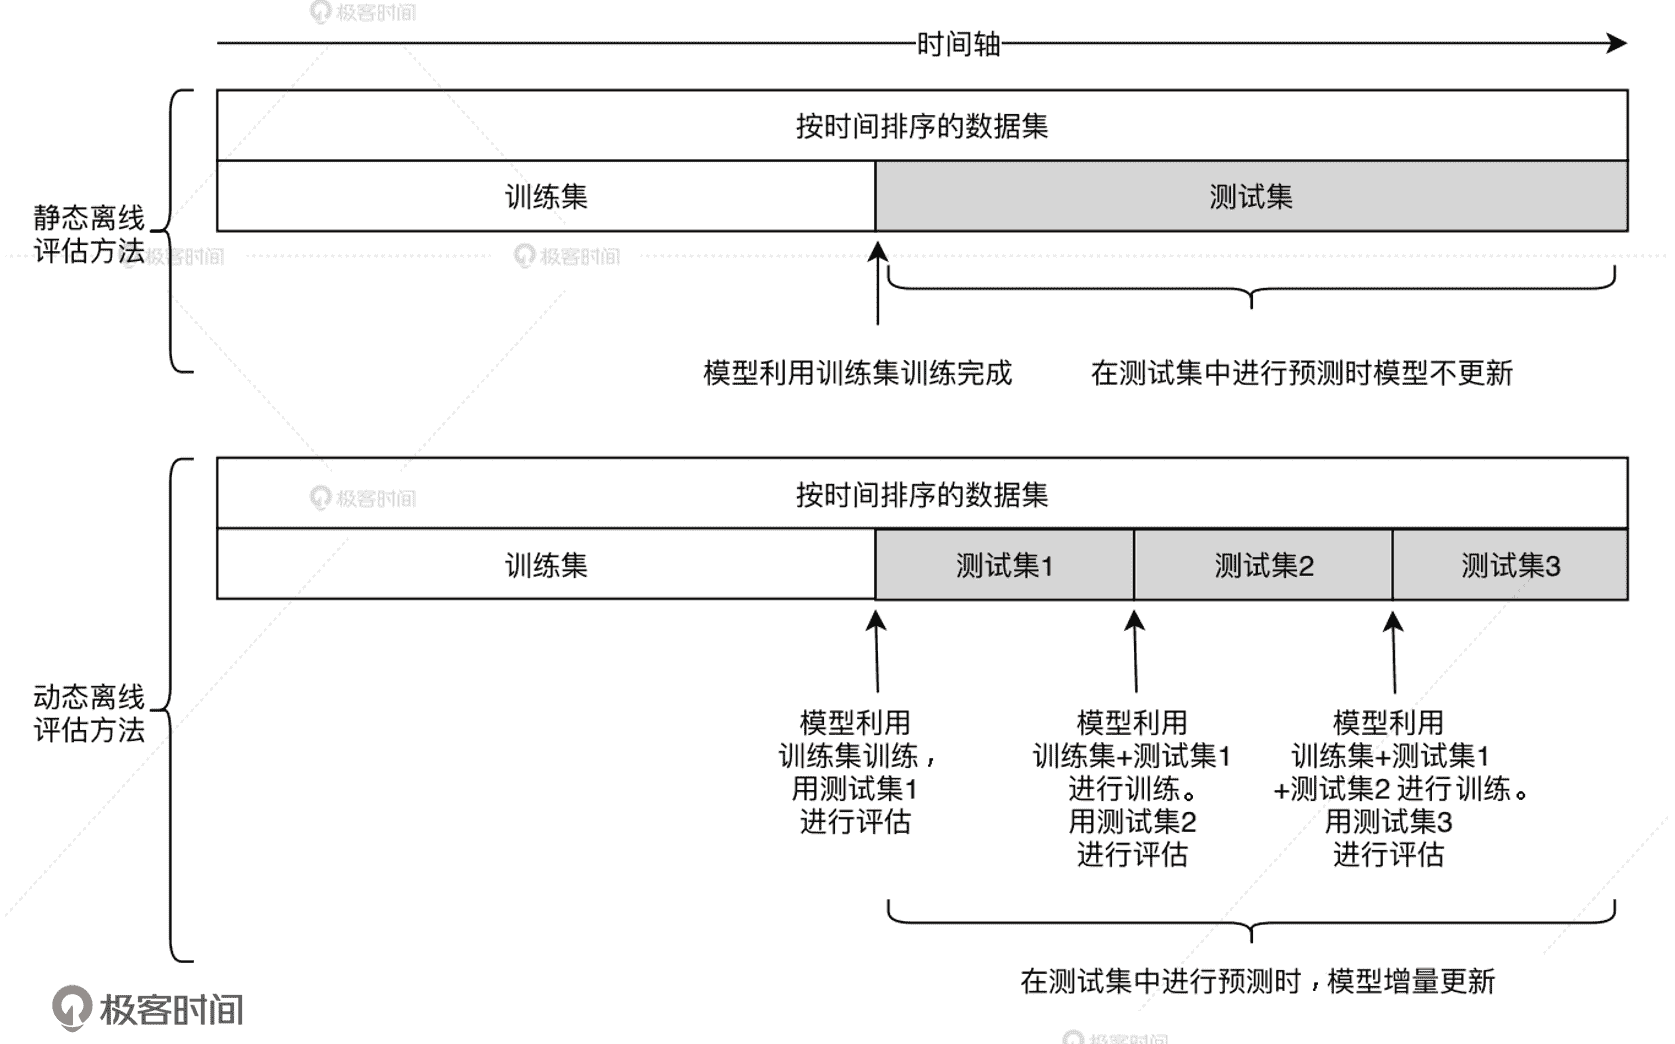 极客时间
时间轴
按时间排序的数据集
训练集
测试集
静态离线
评估方法
极客时间
极客时间
模型利用训练集训练完成
在测试集中进行预测时模型不更新
按时间排序的数据集
极客时间
训练集
测试集1
测试集2
测试集3
动态离线
评估方法
模型利用
训练集训练，
用测试集1
进行评估
模型利用
训练集+测试集1
进行训练。
用测试集2
进行评估
模型利用
训练集+测试集1
+测试集2 进行训练。
用测试集3
进行评估
在测试集中进行预测时，模型增量更新
极客时间
极客时间